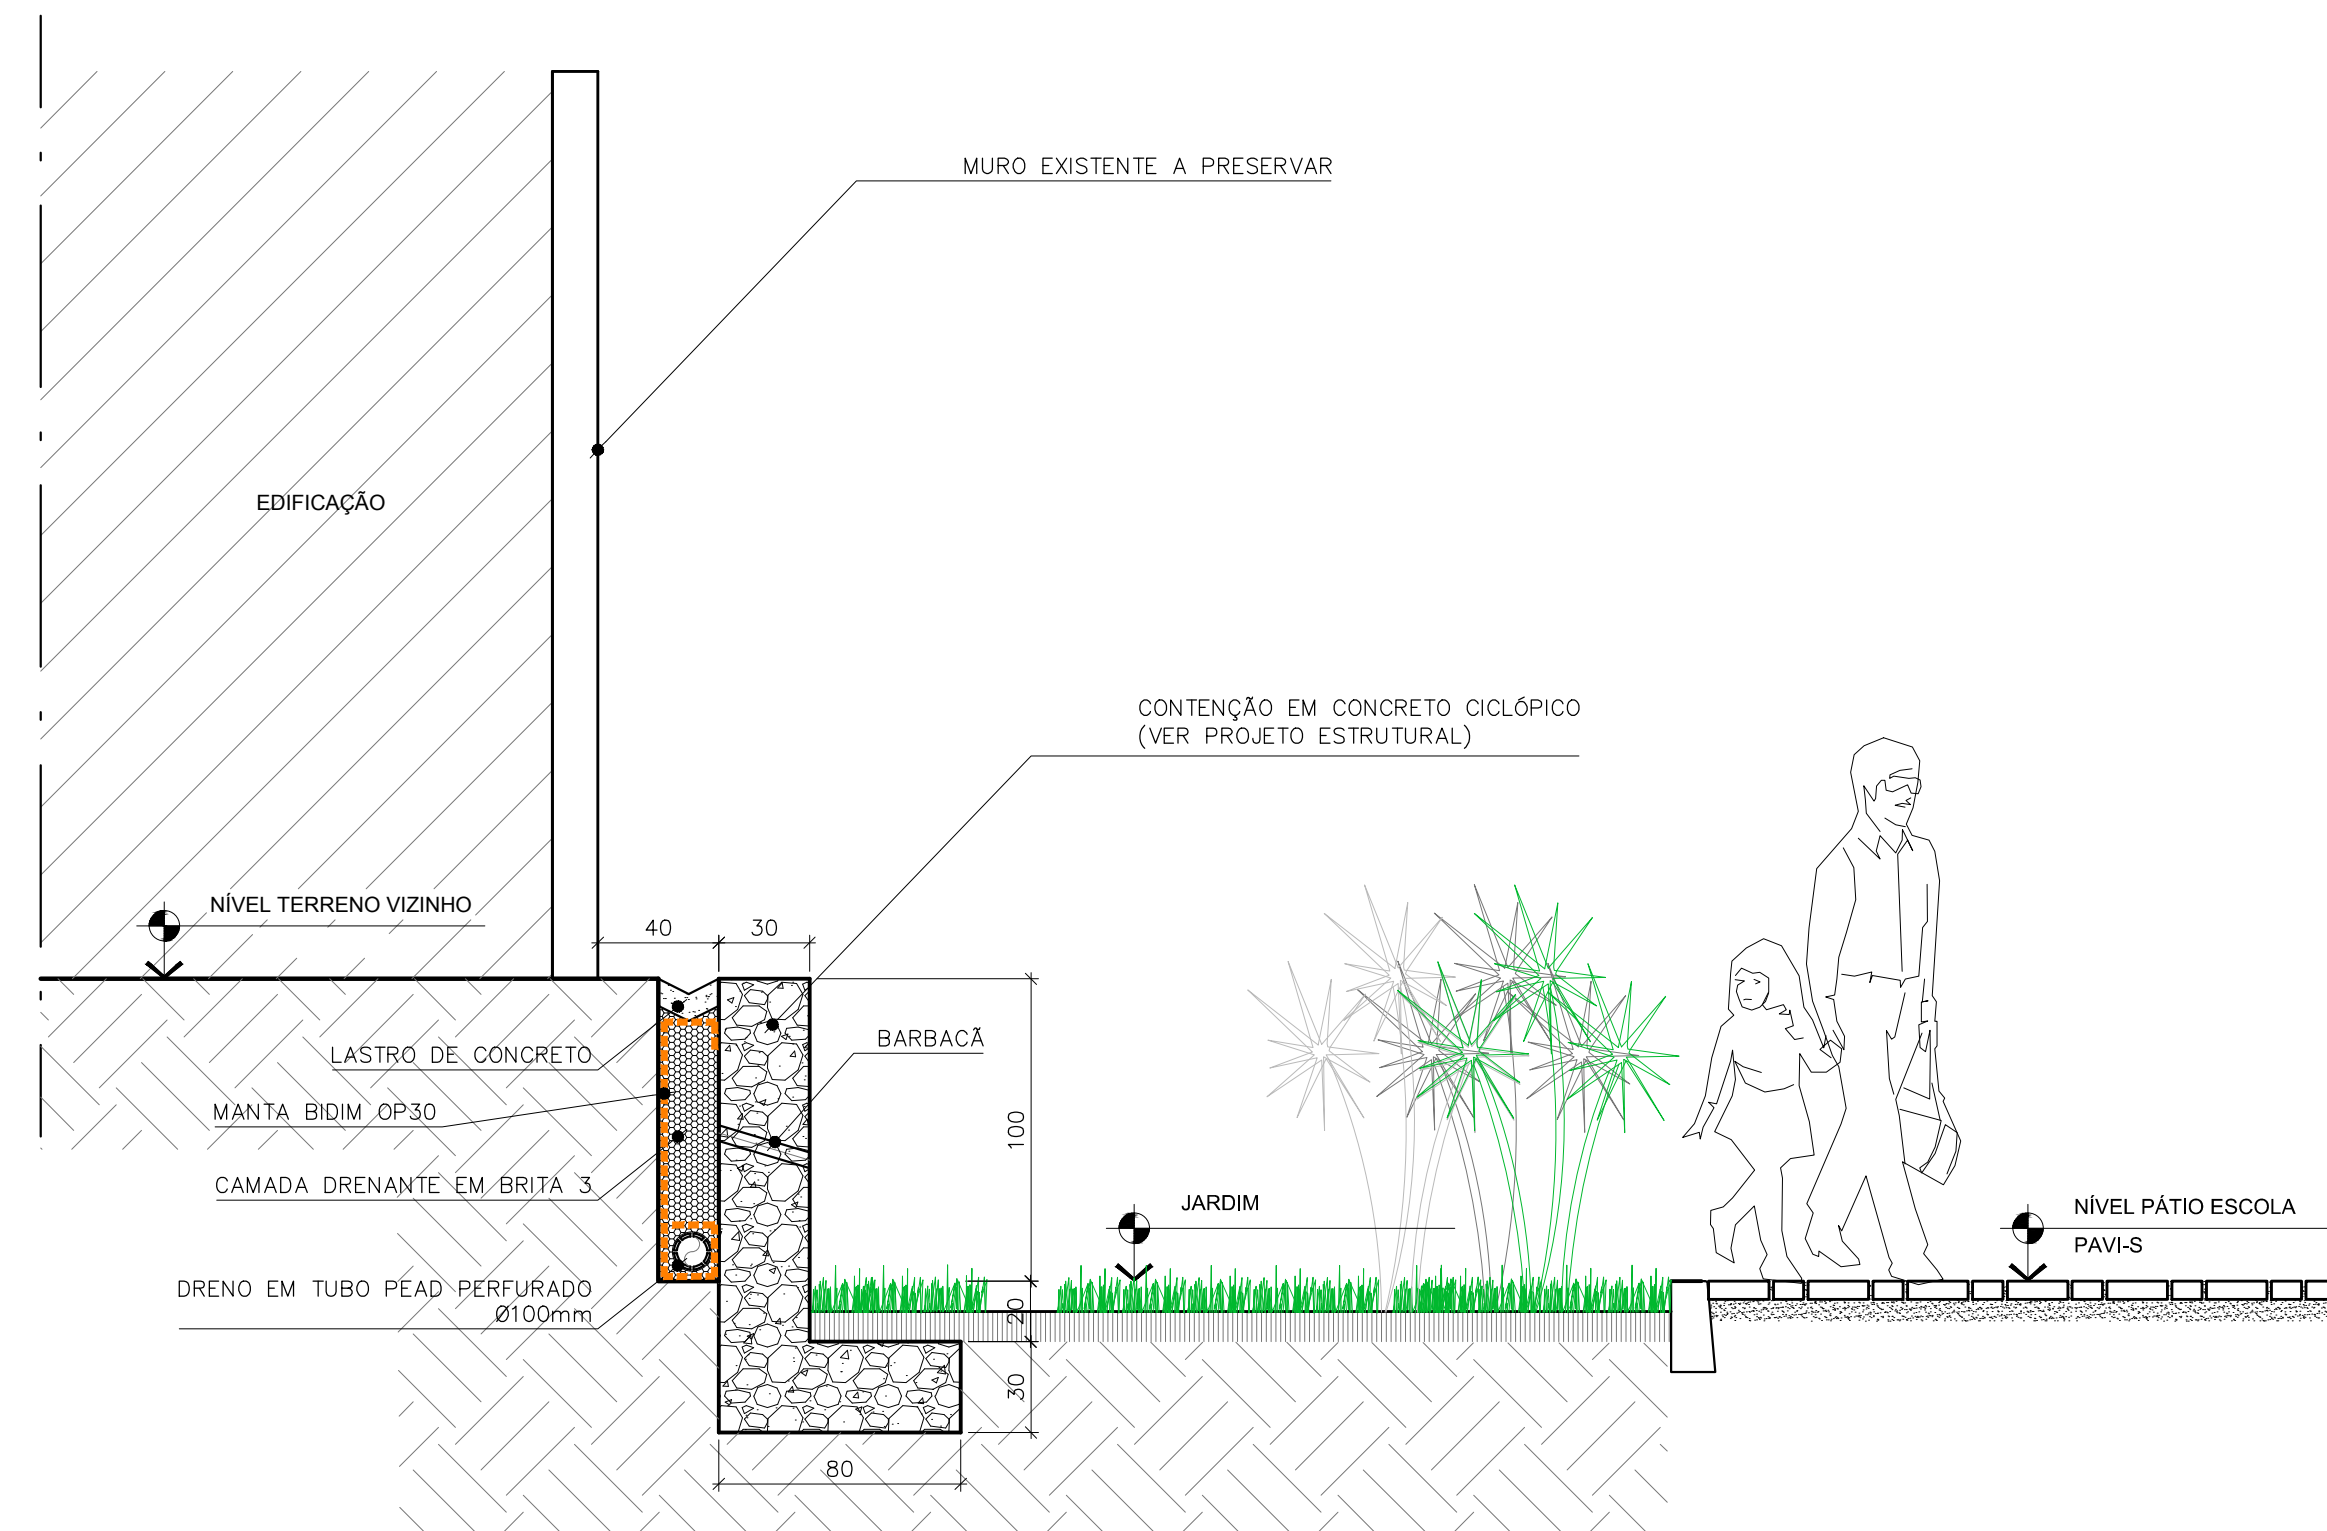 MURO EXISTENTE A PRESERVAR
EDIFICAÇÃO
CONTENÇÃO EM CONCRETO CICLÓPICO
(VER PROJETO ESTRUTURAL)
NÍVEL TERRENO VIZINHO
40
30
BARBACÃ
LASTRO DE CONCRETO
MANTA BIDIM OP30
100
CAMADA DRENANTE EM BRITA 3
JARDIM
NÍVEL PÁTIO ESCOLA
PAVI-S
DRENO EM TUBO PEAD PERFURADO
Ø100mm
20
30
80